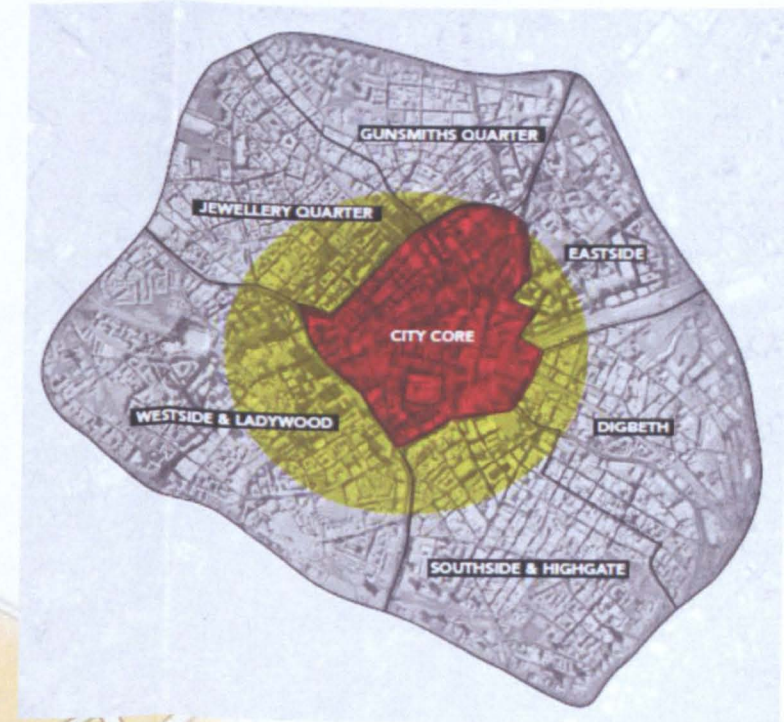 GUNSMITHS QUARTER
JEWELLERY QUARTER
EASTSIDE
CITY CORE
WESTSIDE & LADYWOOD
DIGBETH
SOUTHSIDE & HIGHGATE